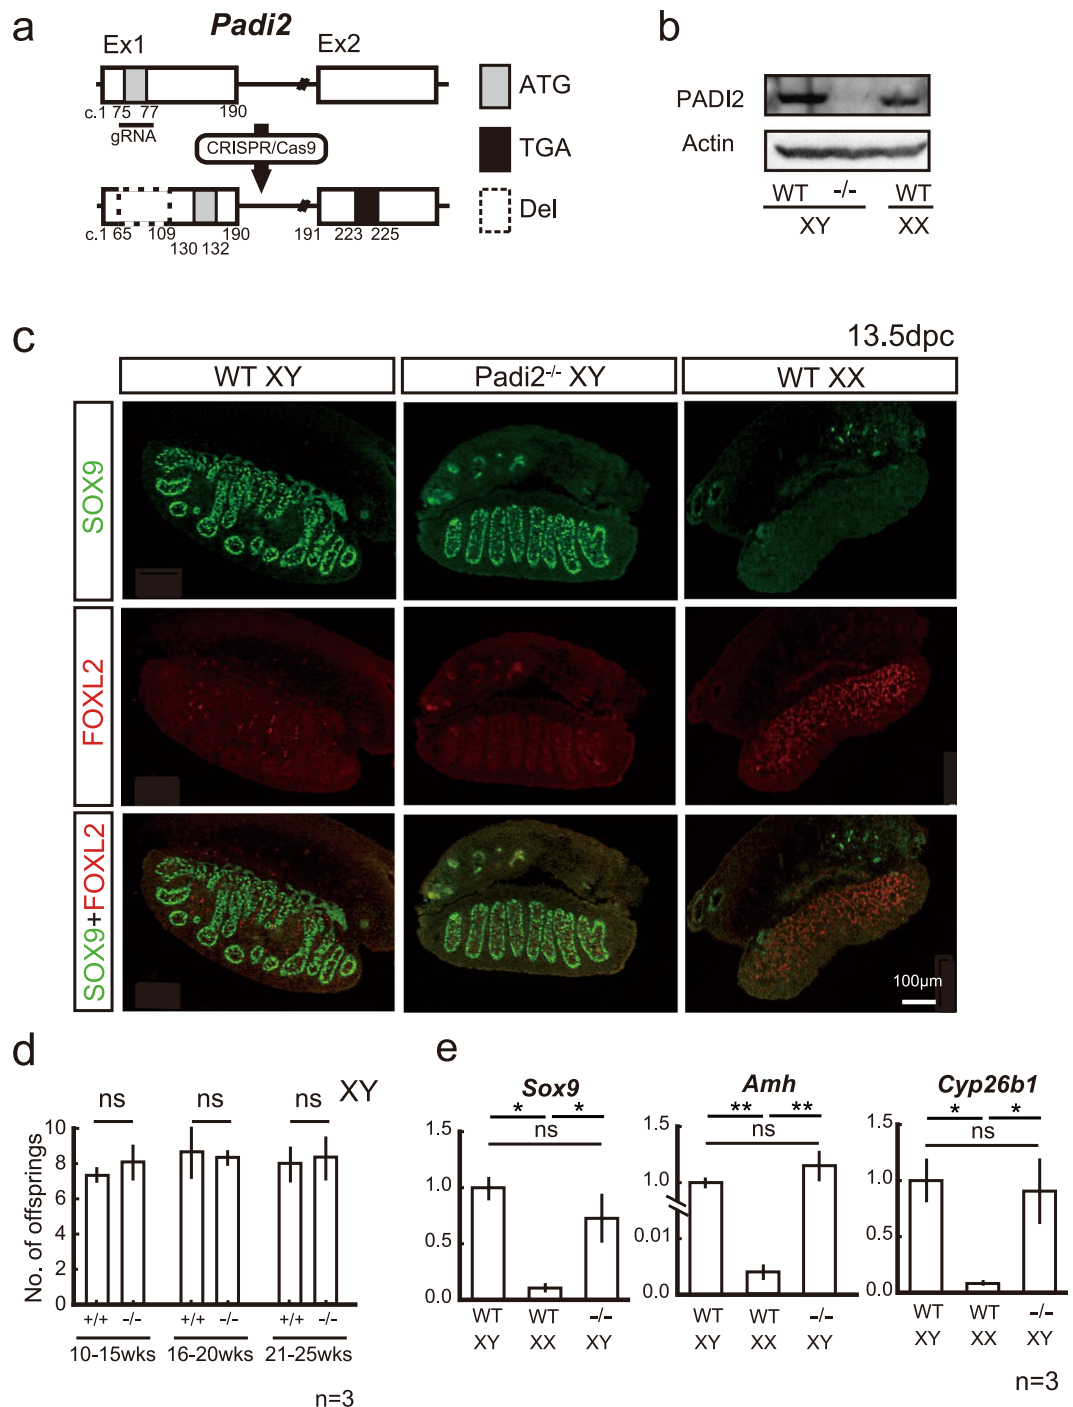 a
Padi2
Ex1
Ex2
c.1 75 77 190
gRNA
CRISPR/Cas9
c.1 65 109 190 191 223 225
130 132
ATG
TGA
Del
b
PADI2
Actin
WT -/- WT
XY XX
c
13.5dpc
WT XY
Padi2-/- XY
WT XX
SOX9
FOXL2
SOX9+FOXL2
100μm
d
XY
ns ns ns
No. of offsprings
10
8
6
4
2
0
+/+ -/- +/+ -/- +/+ -/-
10-15wks 16-20wks 21-25wks
n=3
e
Sox9
* *
ns
1.5
1.0
0.5
0.0
WT WT -/-
XY XX XY
Amh
** **
ns
1.5
1.0
0.01
0.0
WT WT -/-
XY XX XY
Cyp26b1
* *
ns
1.5
1.0
0.5
0.0
WT WT -/-
XY XX XY
n=3